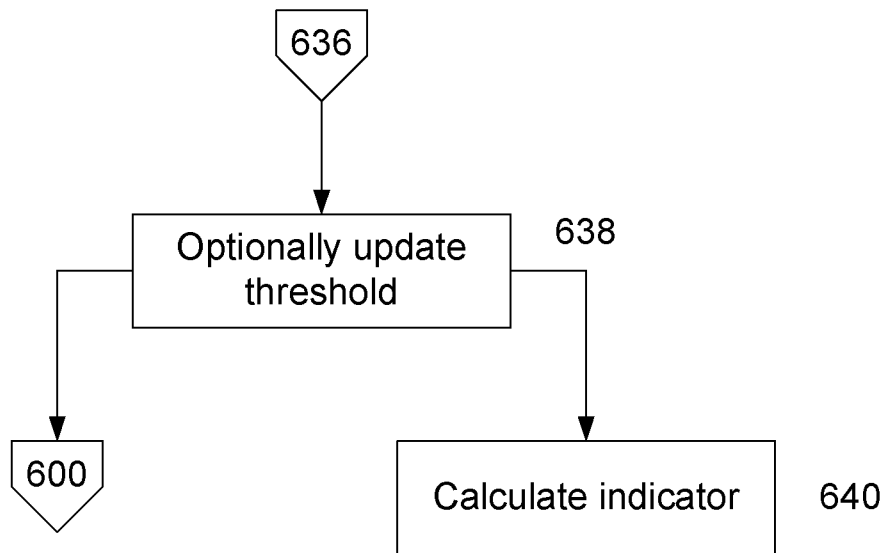 636
Optionally update
threshold
638
600
Calculate indicator
640